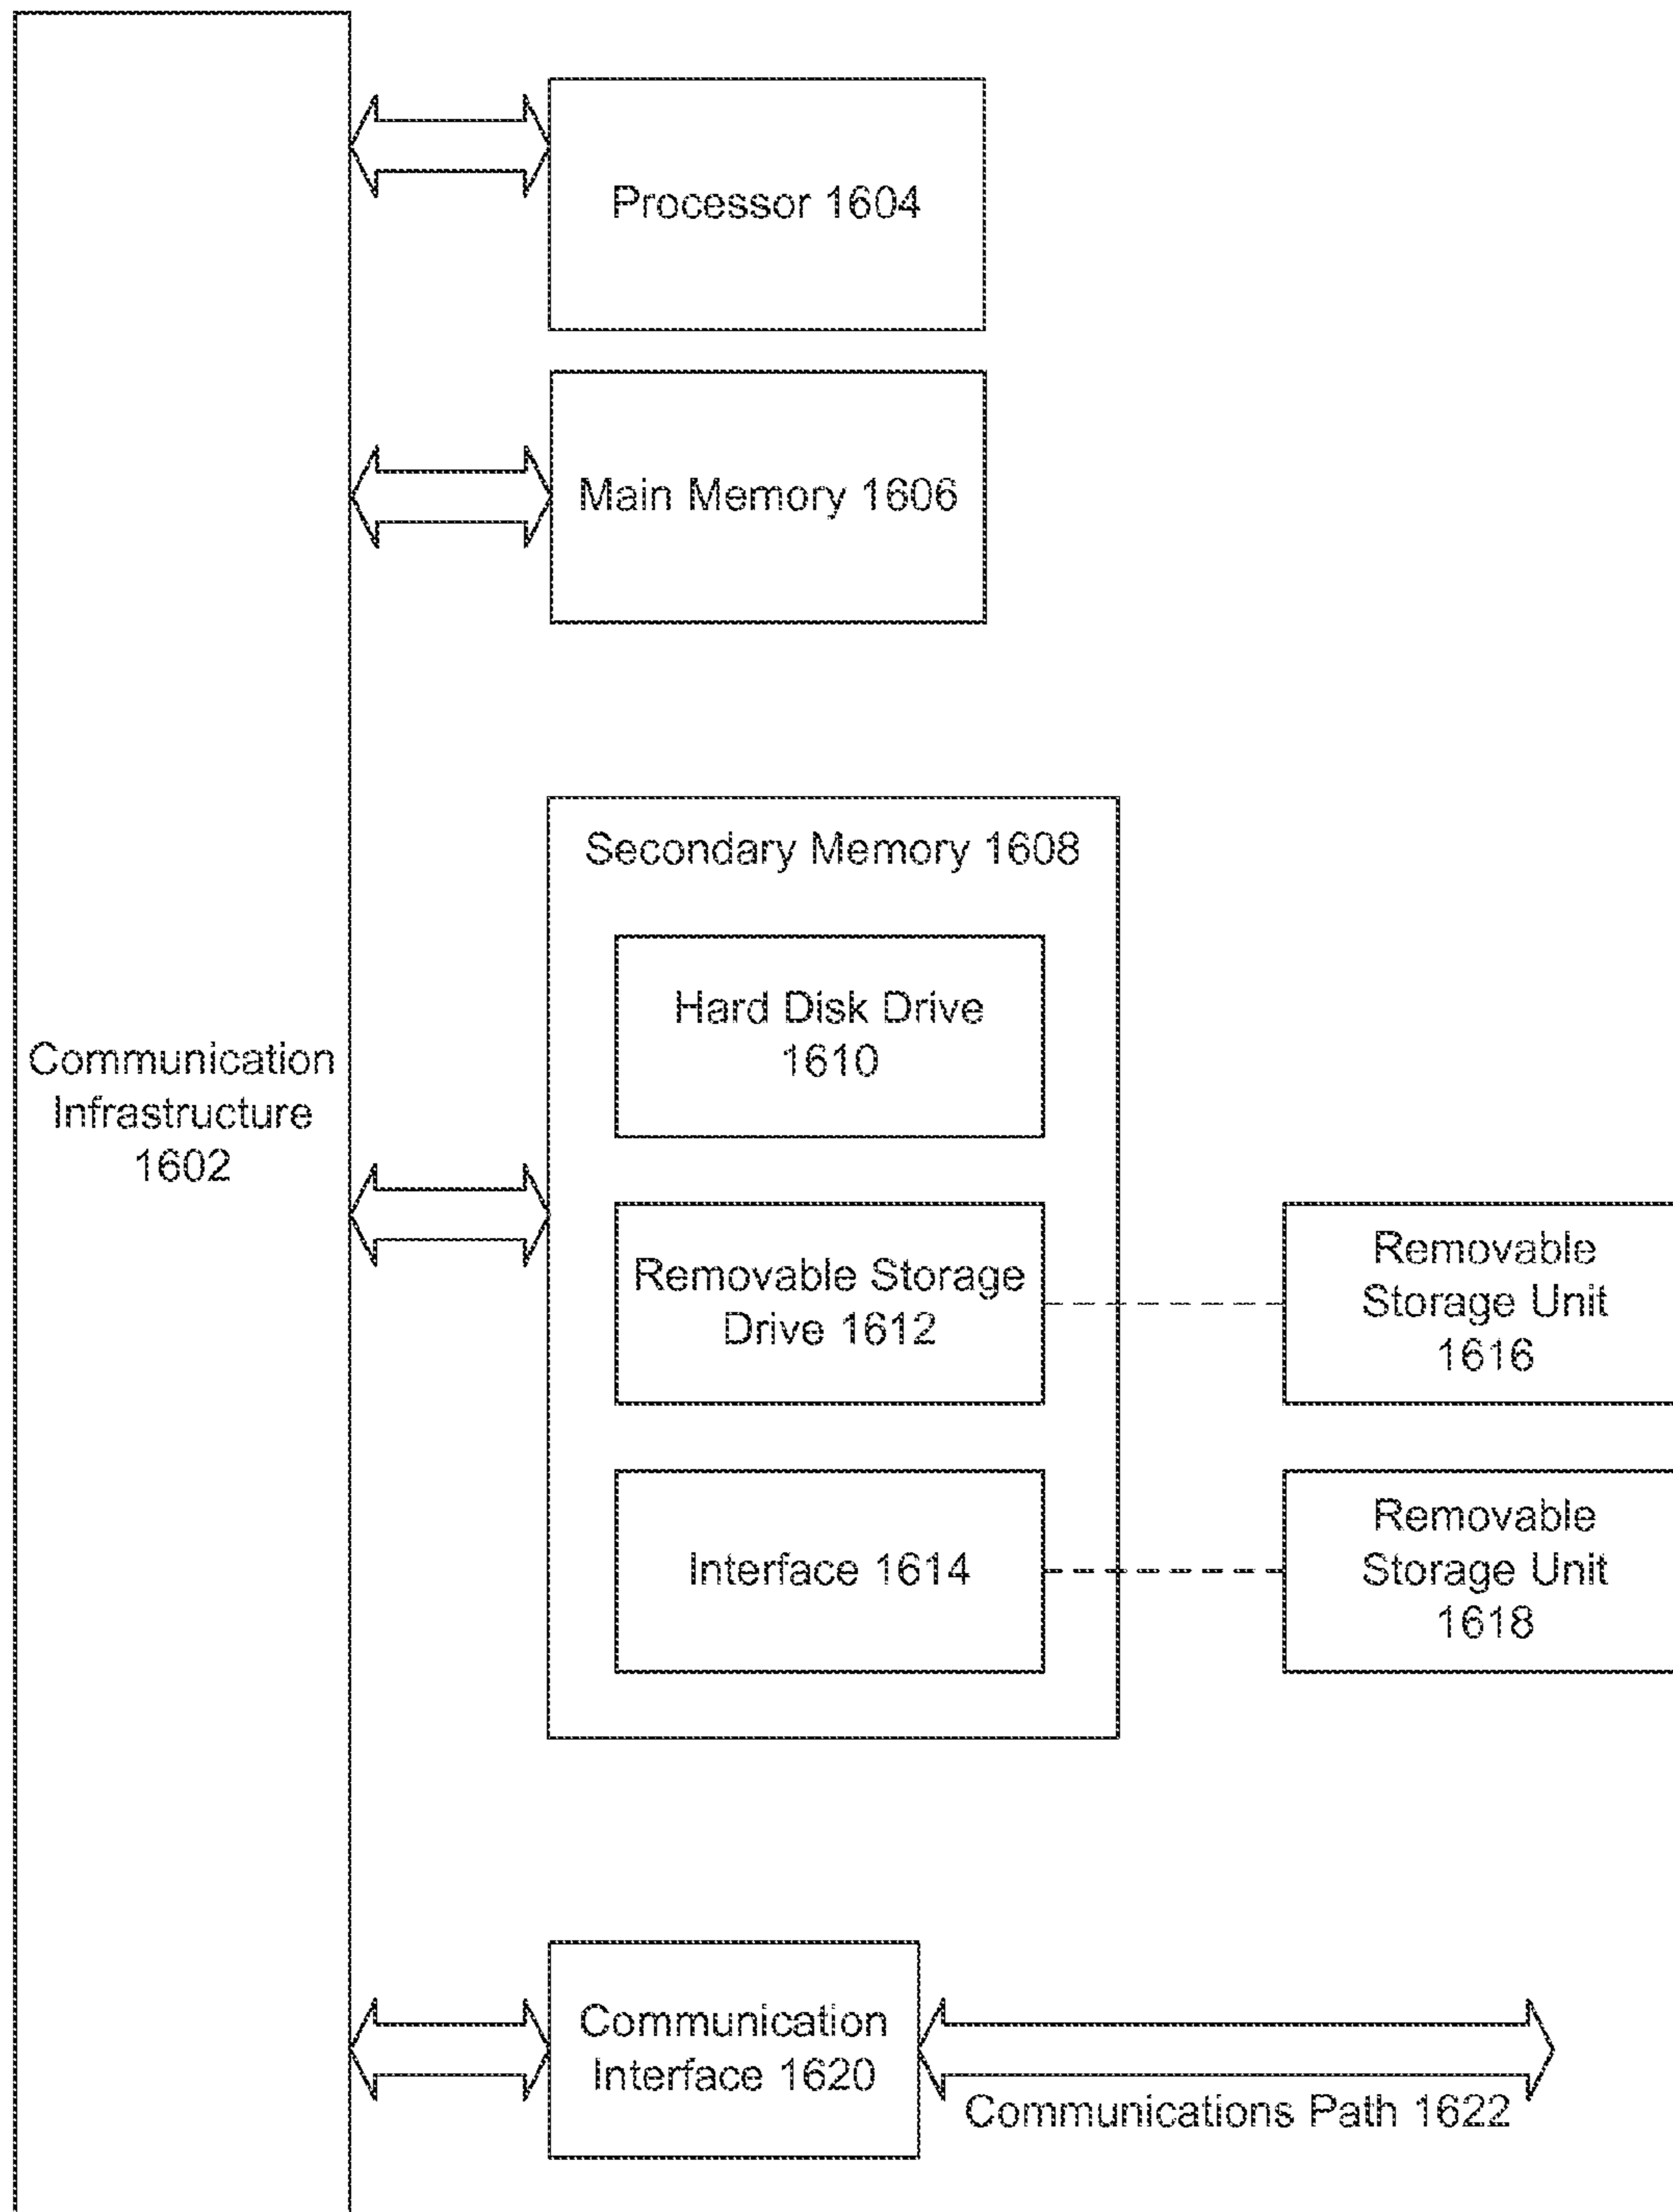 Processor 1604
Main Memory 1606
Secondary Memory 1608
Hard Disk Drive
1610
Communication
Infrastructure
1602
Removable Storage
Drive 1612
Removable
Storage Unit
1616
Interface 1614
Removable
Storage Unit
1618
Communication
Interface 1620
Communications Path 1622